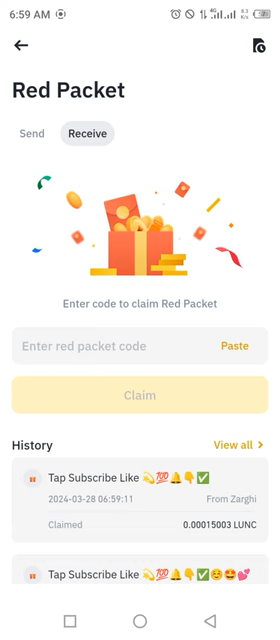 6:59 AM
Red Packet
Send Receive
Enter code to claim Red Packet
Enter red packet code Paste
Claim
History View all >
Tap Subscribe Like 💫💯🔔👇✅
2024-03-28 06:59:11 From Zarghi
Claimed 0.00015003 LUNC
Tap Subscribe Like 💫💯🔔👇✅☺️🤩💕